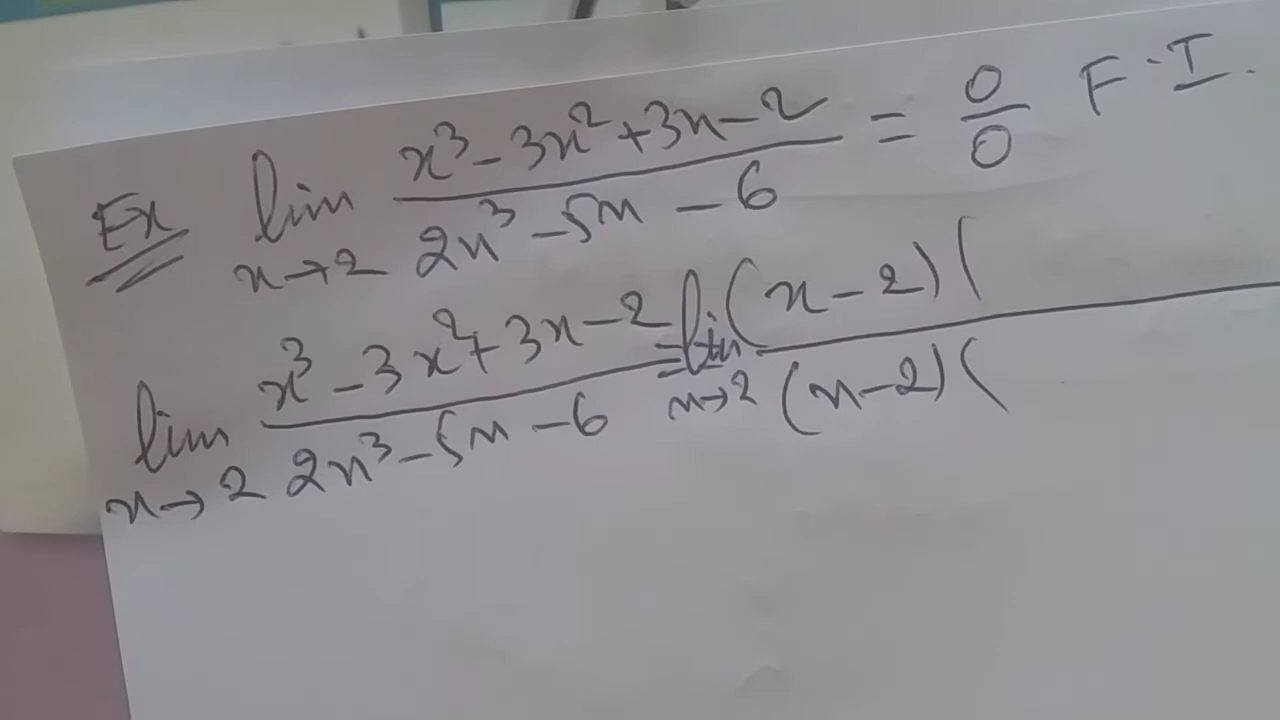 Ex lim x→2 (x³ - 3x² + 3x - 2)/(2x³ - 5x - 6) = 0/0 F.I.
lim x→2 (x³ - 3x² + 3x - 2)/(2x³ - 5x - 6) = lim x→2 (x - 2)( / (x - 2)(